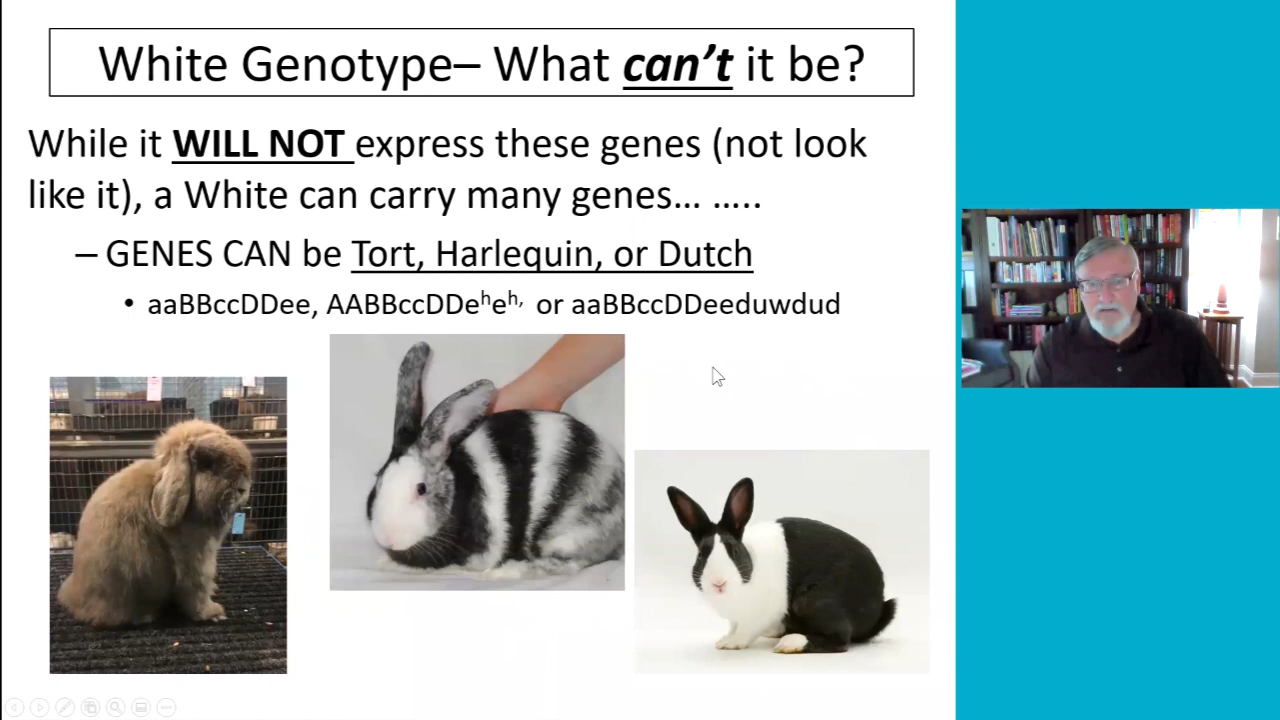 White Genotype– What can’t it be?
While it WILL NOT express these genes (not look
like it), a White can carry many genes… …..
– GENES CAN be Tort, Harlequin, or Dutch
• aaBBccDDee, AABBccDDeʰeʰ, or aaBBccDDeeduwdud